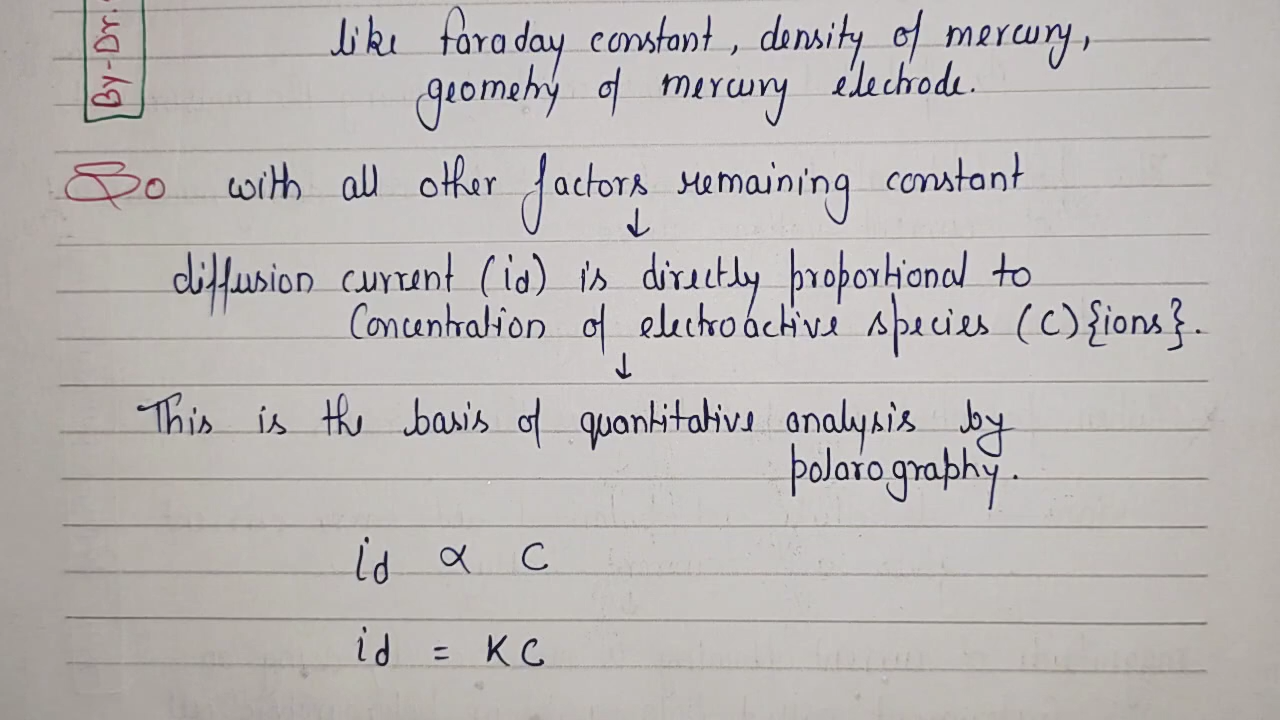 By-Dr.
like faraday constant, density of mercury,
geometry of mercury electrode.
So with all other factors remaining constant
↓
diffusion current (id) is directly proportional to
Concentration of electroactive species (C){ions}.
↓
This is the basis of quantitative analysis by
polarography.
id ∝ C
id = KC